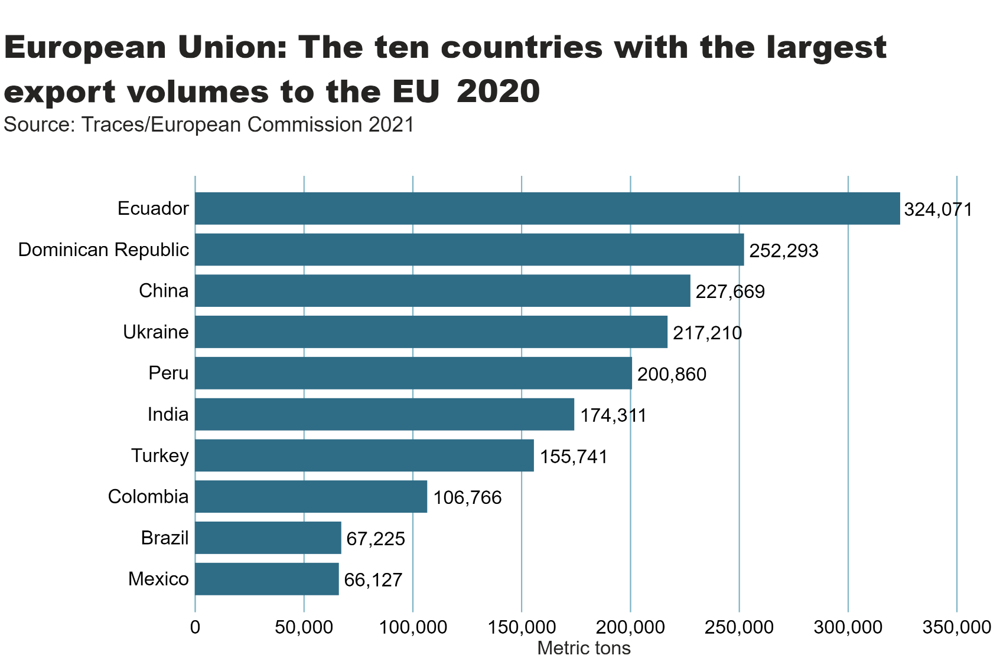 European Union: The ten countries with the largest
export volumes to the EU 2020
Source: Traces/European Commission 2021
Ecuador 324,071
Dominican Republic 252,293
China 227,669
Ukraine 217,210
Peru 200,860
India 174,311
Turkey 155,741
Colombia 106,766
Brazil 67,225
Mexico 66,127
0 50,000 100,000 150,000 200,000 250,000 300,000 350,000
Metric tons